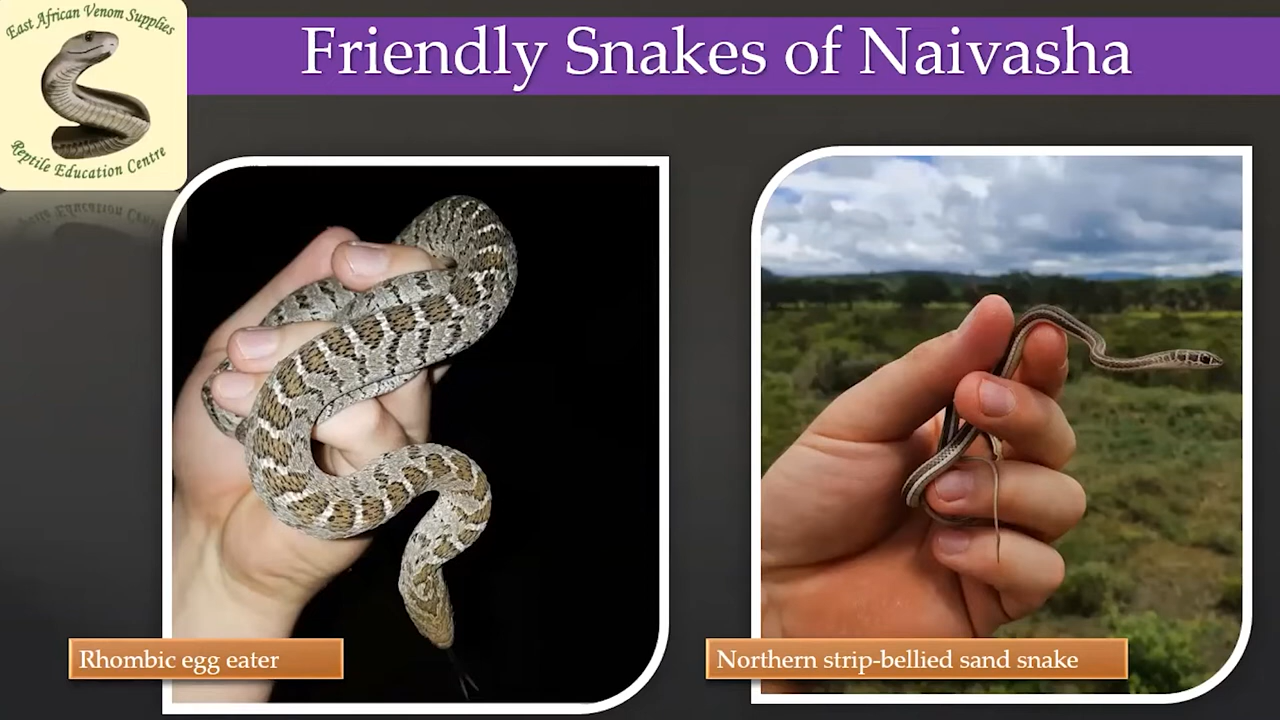 East African Venom Supplies
Reptile Education Centre
Friendly Snakes of Naivasha
Rhombic egg eater
Northern strip-bellied sand snake